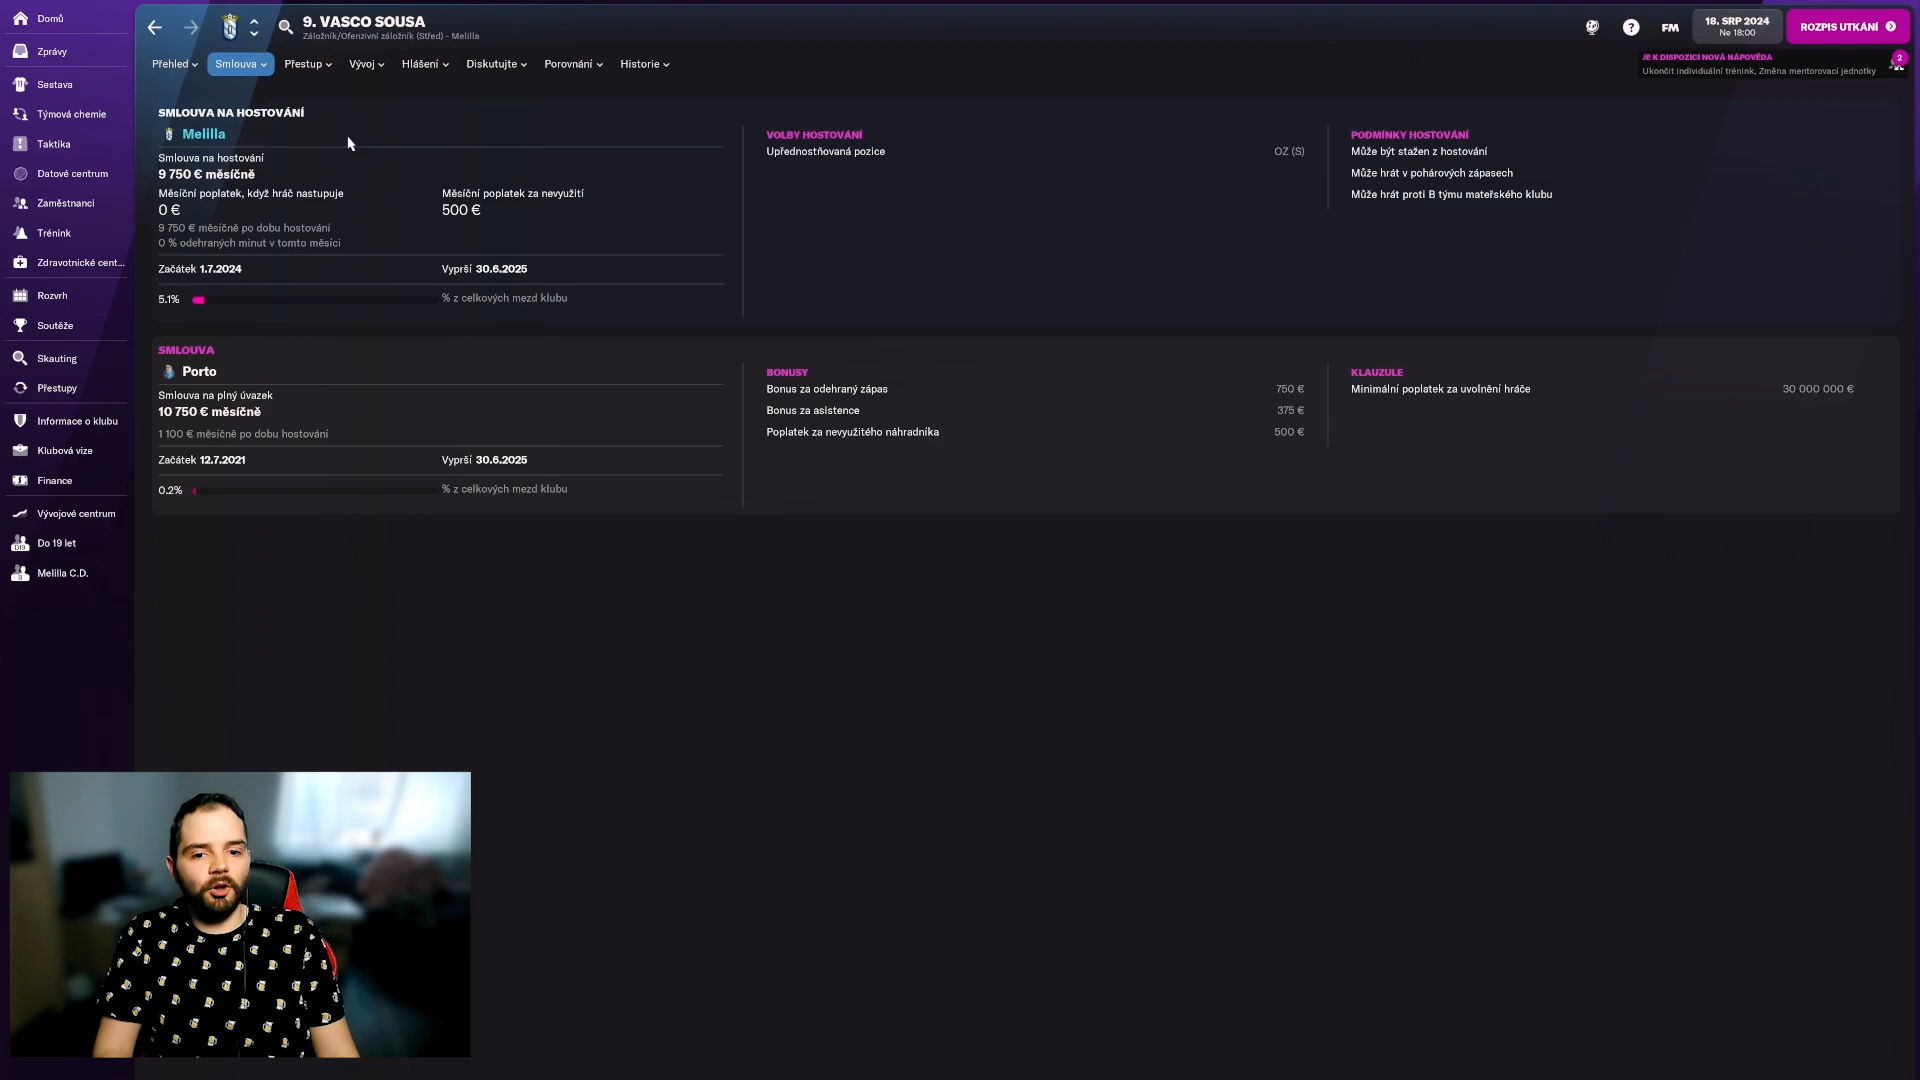 Domů
Zprávy
Sestava
Týmová chemie
Taktika
Datové centrum
Zaměstnanci
Trénink
Zdravotnické cent...
Rozvrh
Soutěže
Skauting
Přestupy
Informace o klubu
Klubová vize
Finance
Vývojové centrum
Do 19 let
Melilla C.D.
9. VASCO SOUSA
Záložník/Ofenzivní záložník (Střed) - Melilla
FM
18. SRP 2024
Ne 18:00
ROZPIS UTKÁNÍ
Přehled
Smlouva
Přestup
Vývoj
Hlášení
Diskutujte
Porovnání
Historie
JE K DISPOZICI NOVÁ NÁPOVĚDA
Ukončit individuální trénink, Změna mentorovací jednotky
2
SMLOUVA NA HOSTOVÁNÍ
Melilla
Smlouva na hostování
9 750 € měsíčně
Měsíční poplatek, když hráč nastupuje
0 €
Měsíční poplatek za nevyužití
500 €
9 750 € měsíčně po dobu hostování
0 % odehraných minut v tomto měsíci
Začátek 1.7.2024
Vyprší 30.6.2025
5.1%
% z celkových mezd klubu
VOLBY HOSTOVÁNÍ
Upřednostňovaná pozice
OZ (S)
PODMÍNKY HOSTOVÁNÍ
Může být stažen z hostování
Může hrát v pohárových zápasech
Může hrát proti B týmu mateřského klubu
SMLOUVA
Porto
Smlouva na plný úvazek
10 750 € měsíčně
1 100 € měsíčně po dobu hostování
Začátek 12.7.2021
Vyprší 30.6.2025
0.2%
% z celkových mezd klubu
BONUSY
Bonus za odehraný zápas
750 €
Bonus za asistence
375 €
Poplatek za nevyužitého náhradníka
500 €
KLAUZULE
Minimální poplatek za uvolnění hráče
30 000 000 €